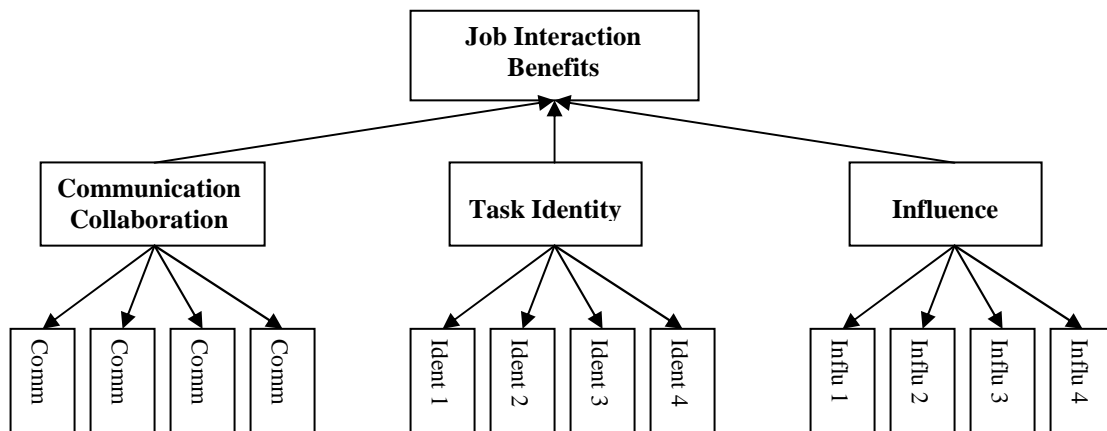 Job Interaction
Benefits
Communication
Collaboration
Task Identity
Influence
Comm
Comm
Comm
Comm
Ident 1
Ident 2
Ident 3
Ident 4
Influ 1
Influ 2
Influ 3
Influ 4